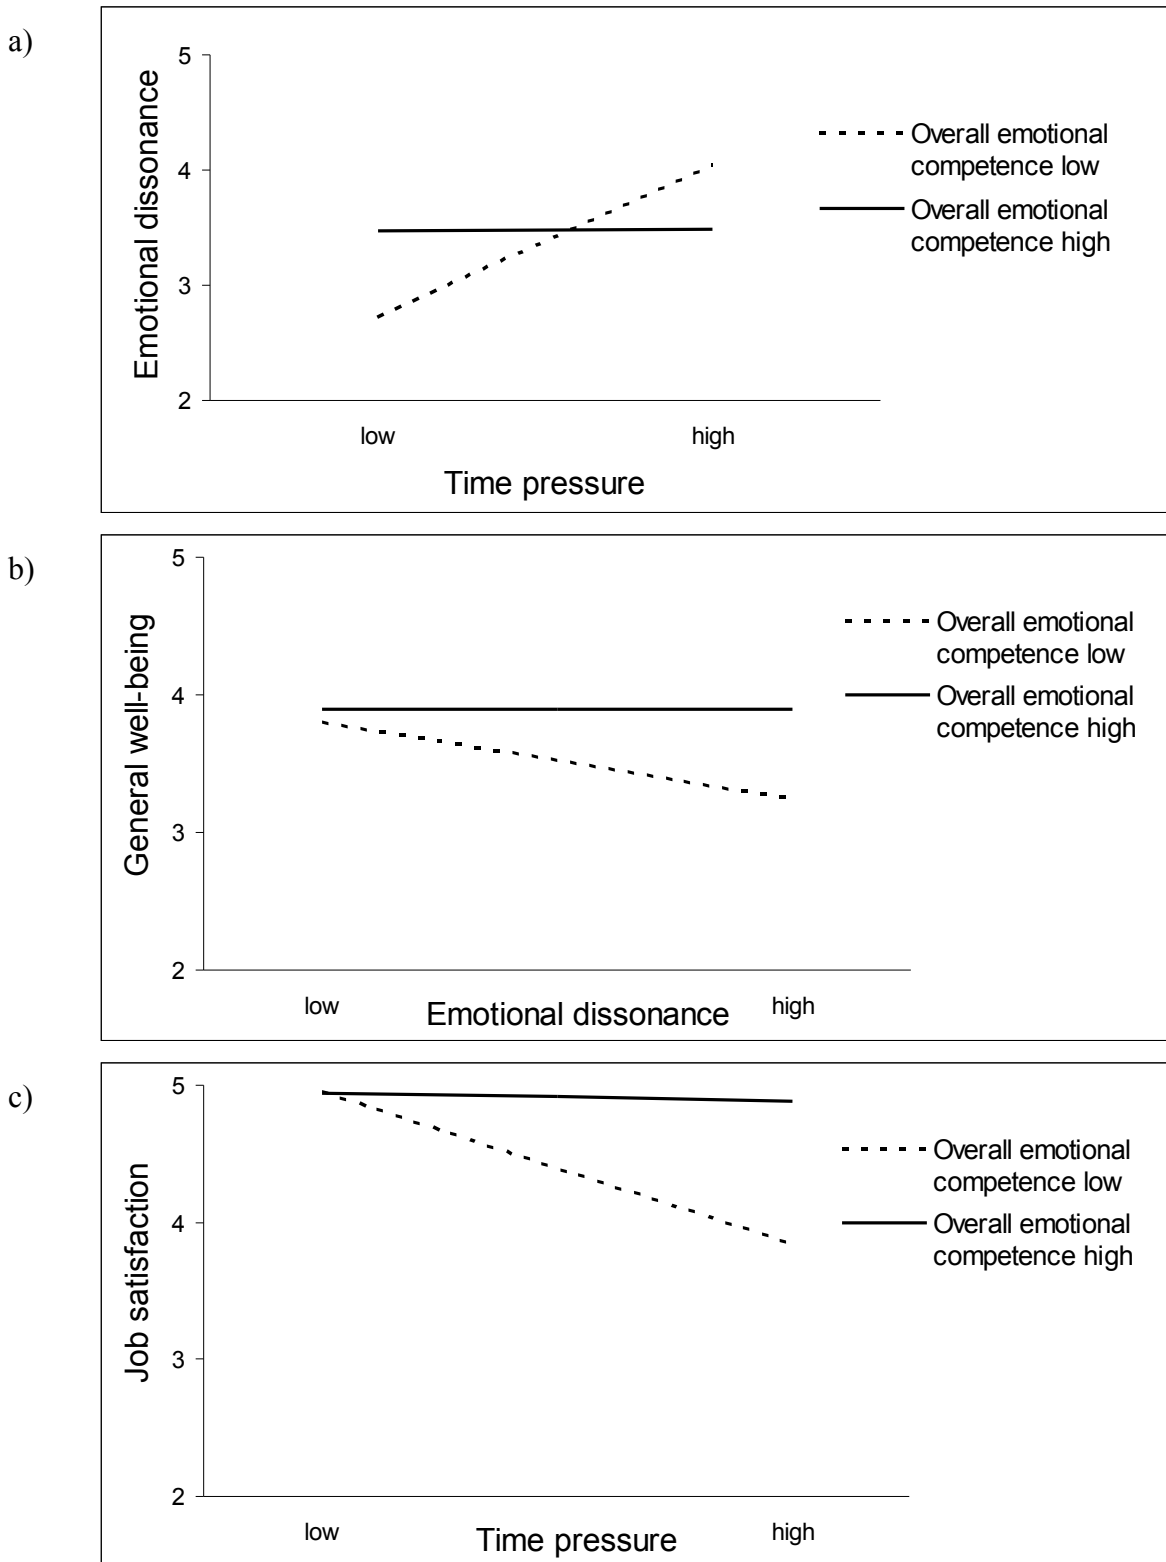 a)
5
4
3
2
Emotional dissonance
low
high
Time pressure
Overall emotional
competence low
Overall emotional
competence high
b)
5
4
3
2
General well-being
low
high
Emotional dissonance
Overall emotional
competence low
Overall emotional
competence high
c)
5
4
3
2
Job satisfaction
low
high
Time pressure
Overall emotional
competence low
Overall emotional
competence high